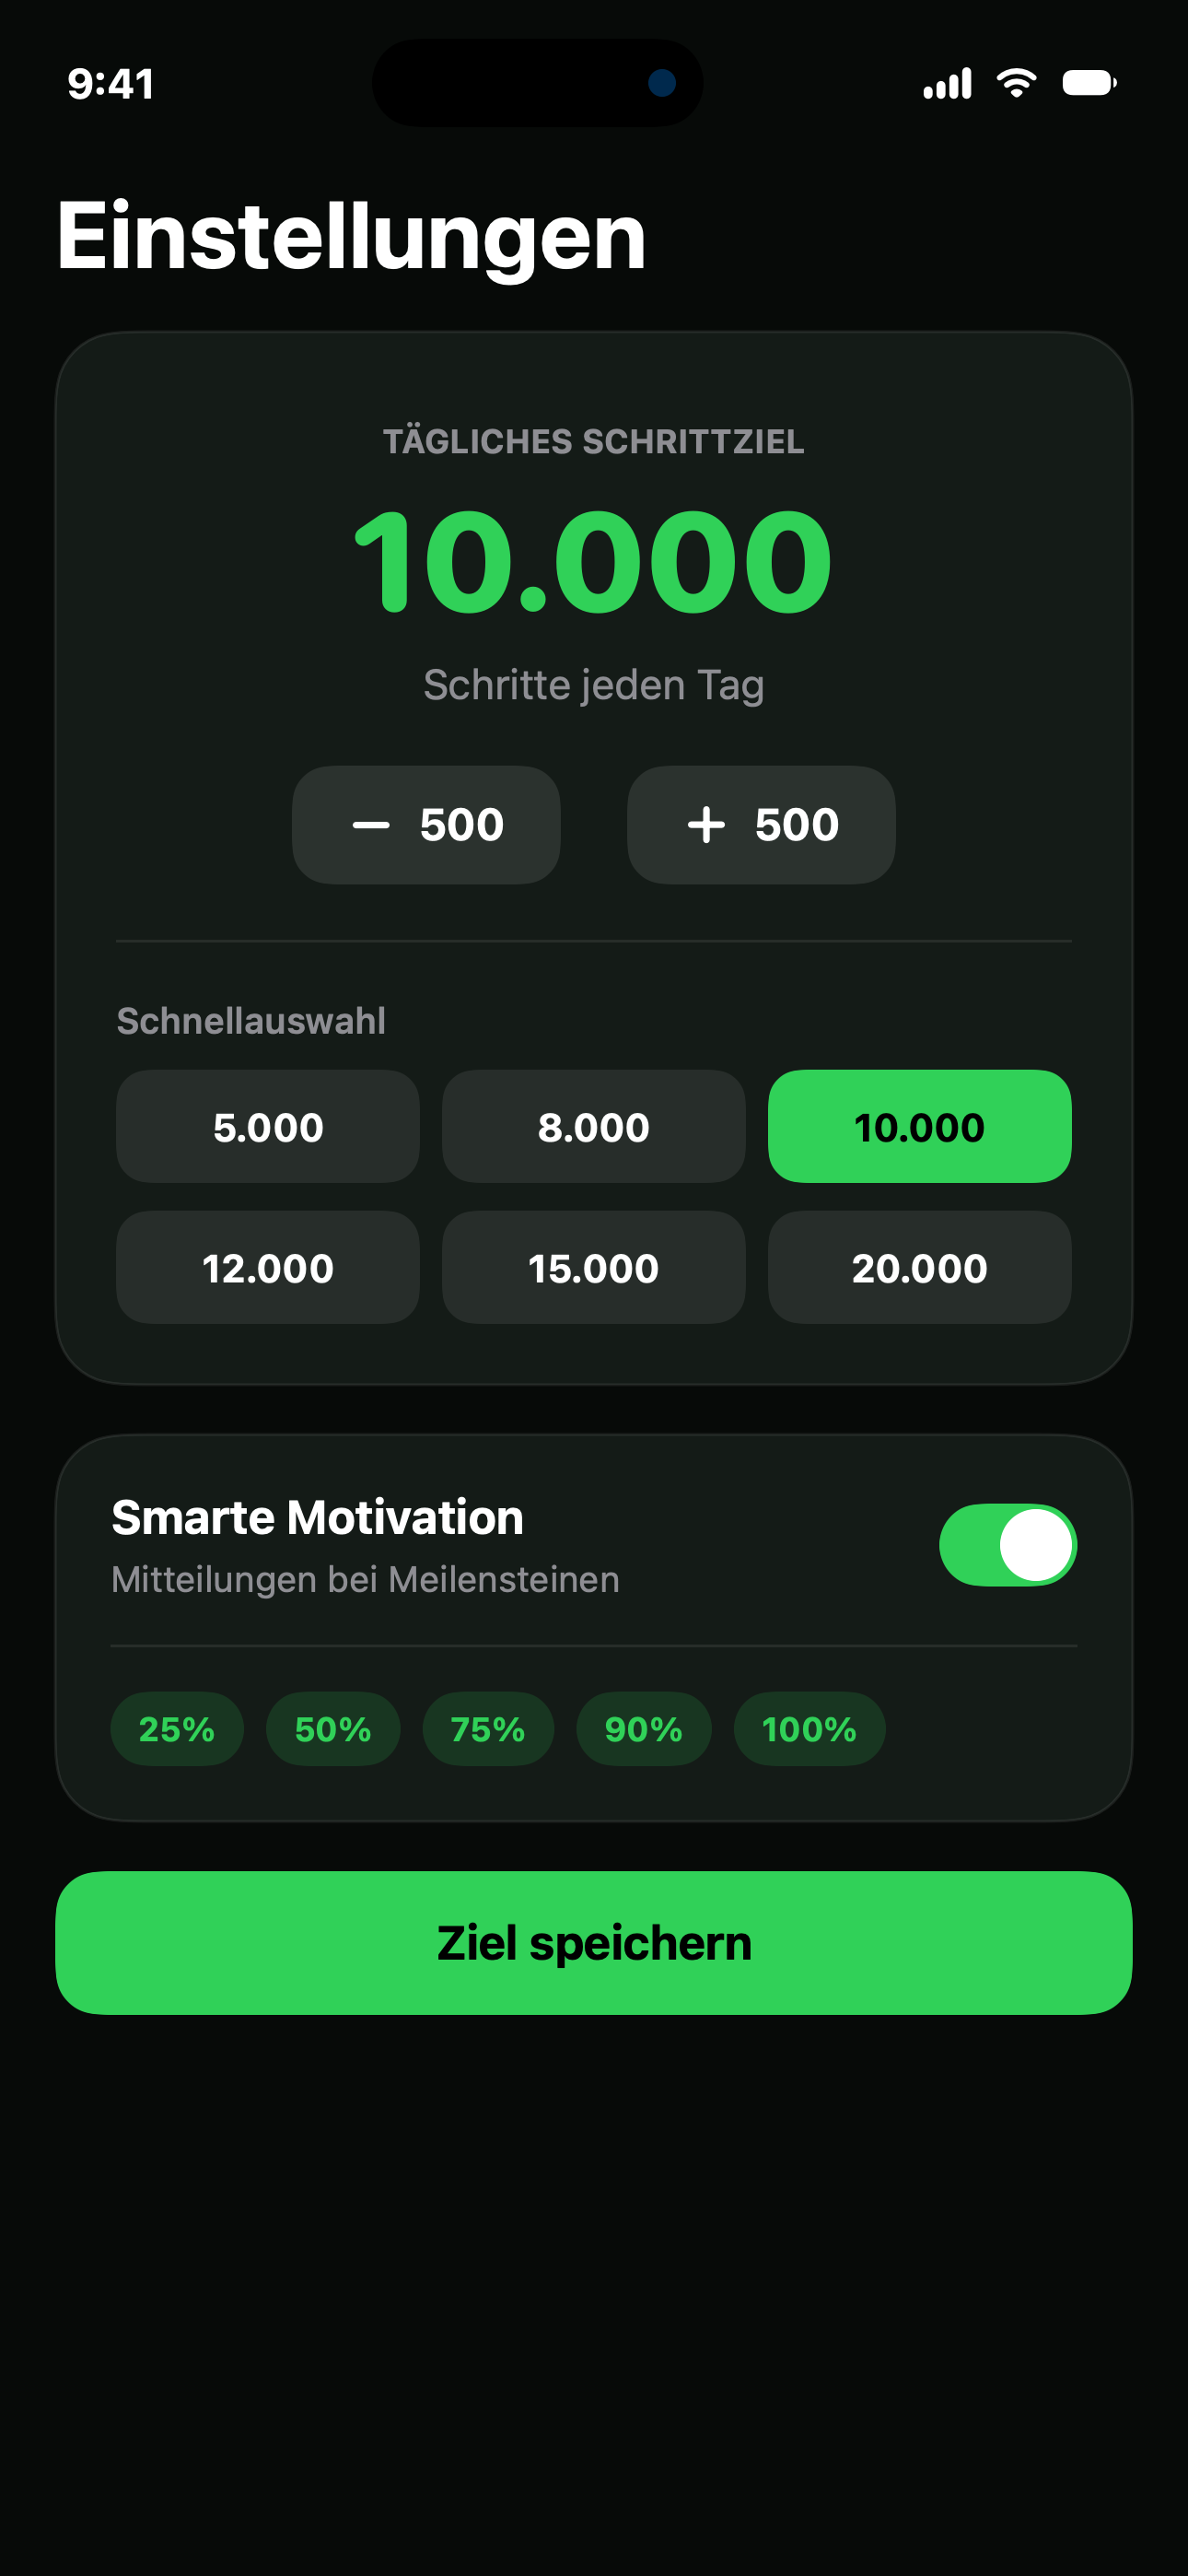 9:41
Einstellungen
TÄGLICHES SCHRITTZIEL
10.000
Schritte jeden Tag
− 500 + 500
Schnellauswahl
5.000 8.000 10.000
12.000 15.000 20.000
Smarte Motivation
Mitteilungen bei Meilensteinen
25% 50% 75% 90% 100%
Ziel speichern